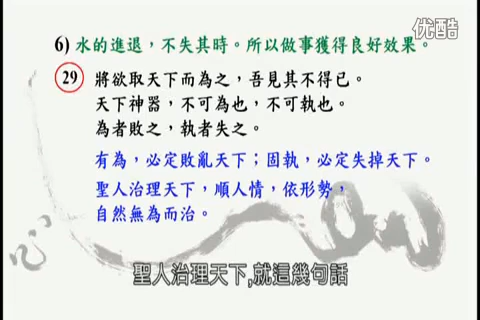 优酷
6) 水的進退，不失其時。所以做事獲得良好效果。
29 將欲取天下而為之，吾見其不得已。
天下神器，不可為也，不可執也。
為者敗之，執者失之。
有為，必定敗亂天下；固執，必定失掉天下。
聖人治理天下，順人情，依形勢，
自然無為而治。
聖人治理天下,就這幾句話